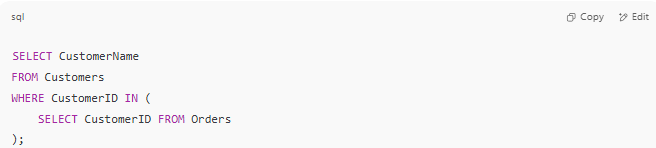 sql Copy Edit
SELECT CustomerName
FROM Customers
WHERE CustomerID IN (
    SELECT CustomerID FROM Orders
);